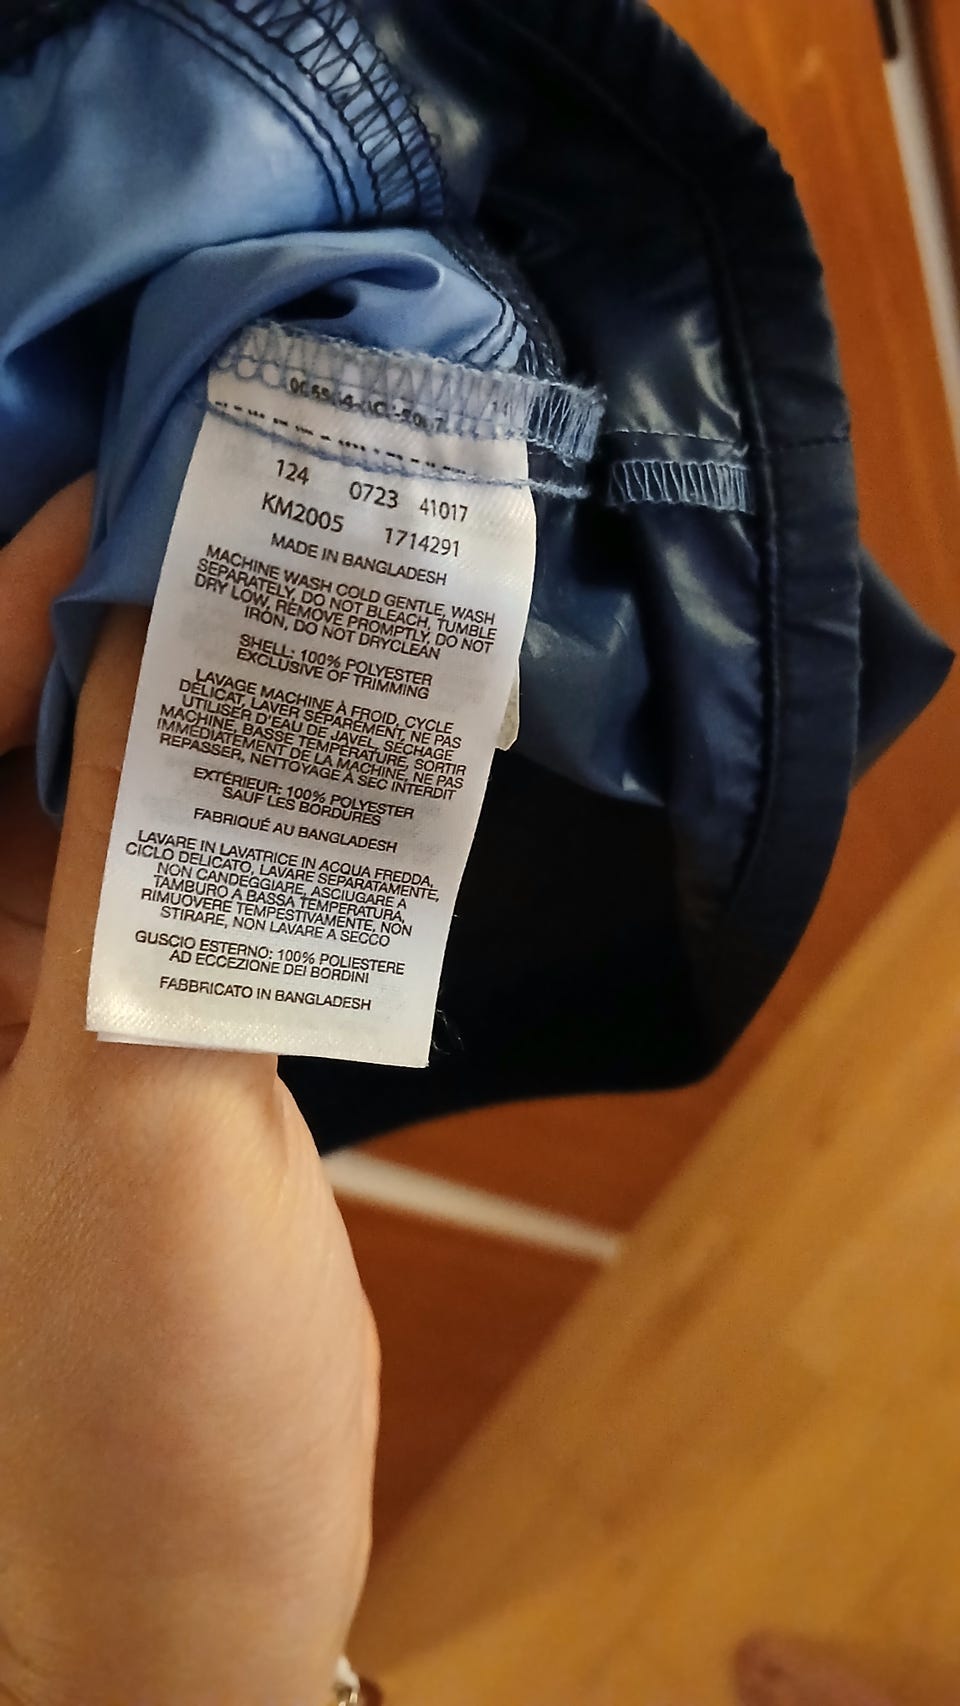 124 0723 41017
KM2005 1714291
MADE IN BANGLADESH
MACHINE WASH COLD GENTLE, WASH
SEPARATELY, DO NOT BLEACH, TUMBLE
DRY LOW, REMOVE PROMPTLY, DO NOT
IRON, DO NOT DRYCLEAN
SHELL: 100% POLYESTER
EXCLUSIVE OF TRIMMING
LAVAGE MACHINE À FROID, CYCLE
DÉLICAT, LAVER SÉPARÉMENT, NE PAS
UTILISER D'EAU DE JAVEL, SÉCHAGE
MACHINE, BASSE TEMPÉRATURE, SORTIR
IMMÉDIATEMENT DE LA MACHINE, NE PAS
REPASSER, NETTOYAGE À SEC INTERDIT
EXTÉRIEUR: 100% POLYESTER
SAUF LES BORDURES
FABRIQUÉ AU BANGLADESH
LAVARE IN LAVATRICE IN ACQUA FREDDA,
CICLO DELICATO, LAVARE SEPARATAMENTE,
NON CANDEGGIARE, ASCIUGARE A
TAMBURO A BASSA TEMPERATURA,
RIMUOVERE TEMPESTIVAMENTE, NON
STIRARE, NON LAVARE A SECCO
GUSCIO ESTERNO: 100% POLIESTERE
AD ECCEZIONE DEI BORDINI
FABBRICATO IN BANGLADESH